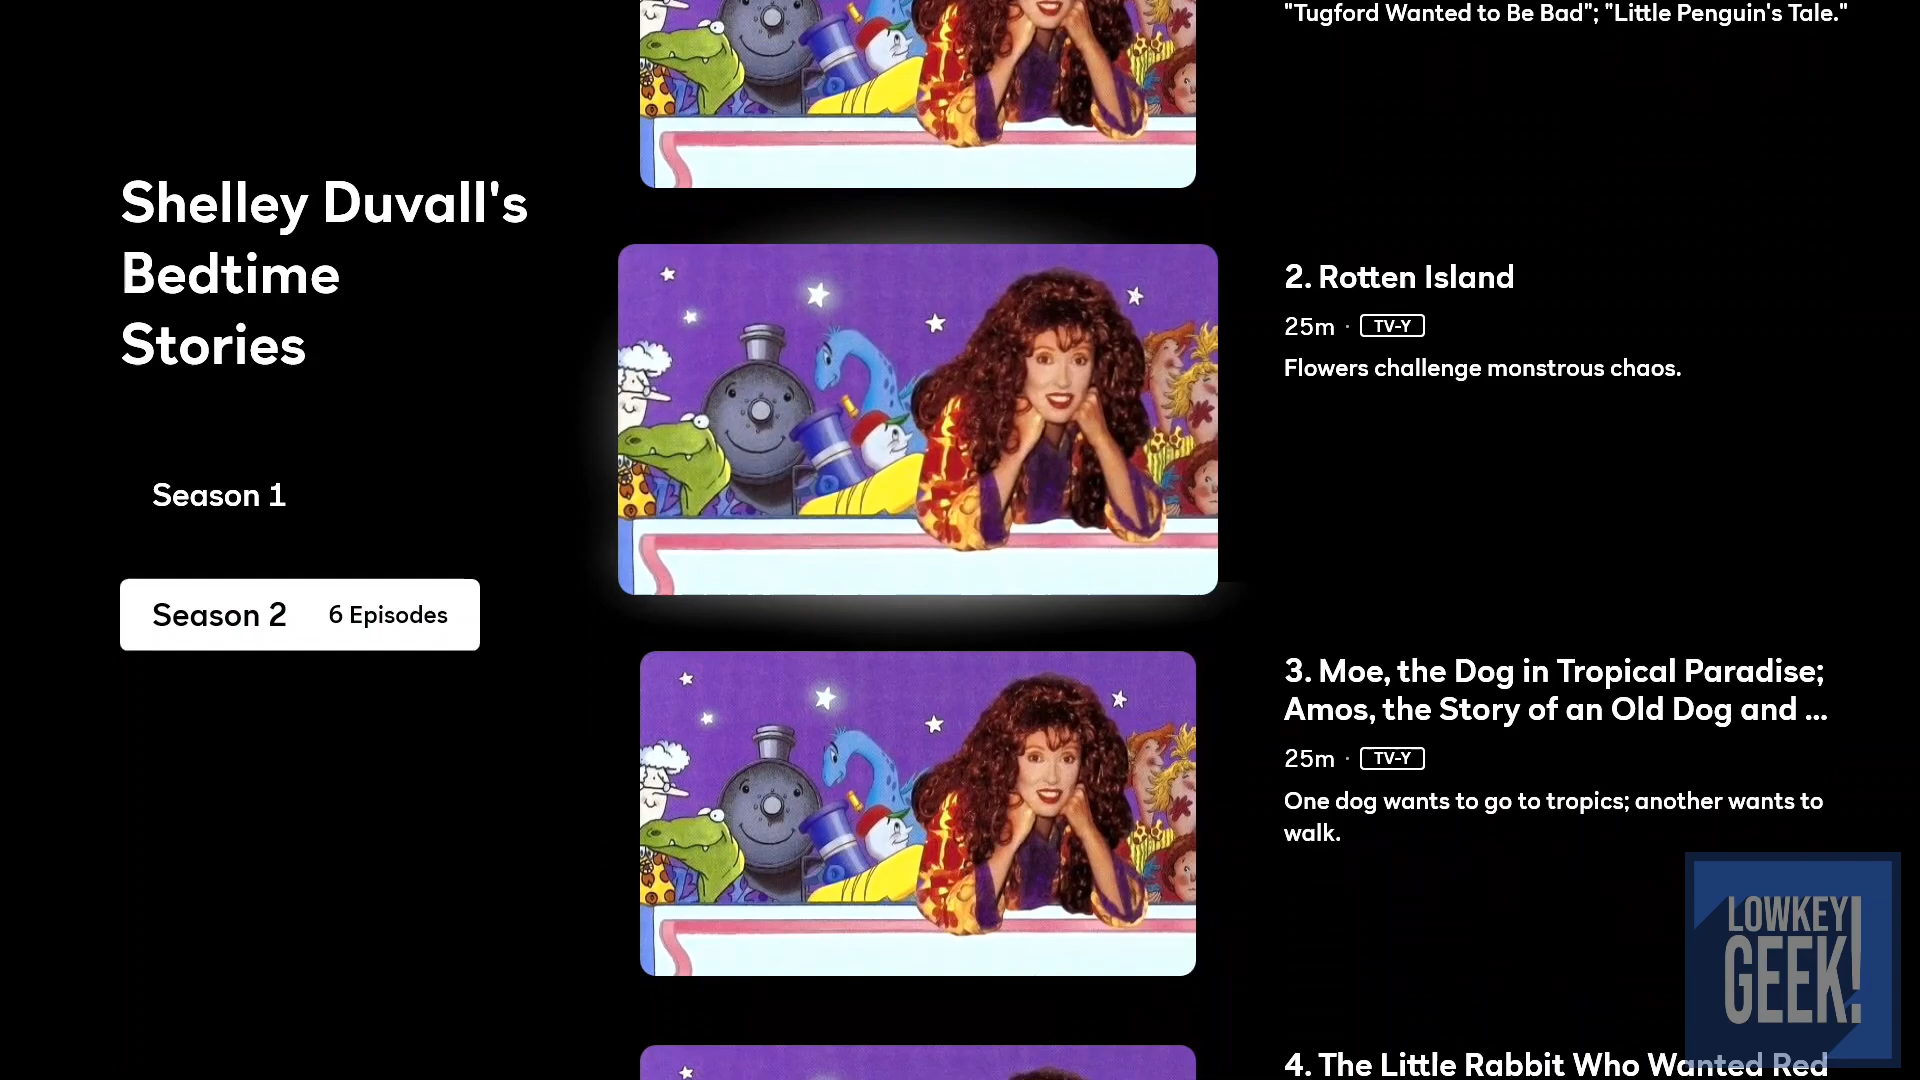 "Tugford Wanted to Be Bad"; "Little Penguin's Tale."
Shelley Duvall's
Bedtime
Stories
Season 1
Season 2 6 Episodes
2. Rotten Island
25m · TV-Y
Flowers challenge monstrous chaos.
3. Moe, the Dog in Tropical Paradise;
Amos, the Story of an Old Dog and ...
25m · TV-Y
One dog wants to go to tropics; another wants to
walk.
4. The Little Rabbit Who Wanted Red
LOWKEY
GEEK!